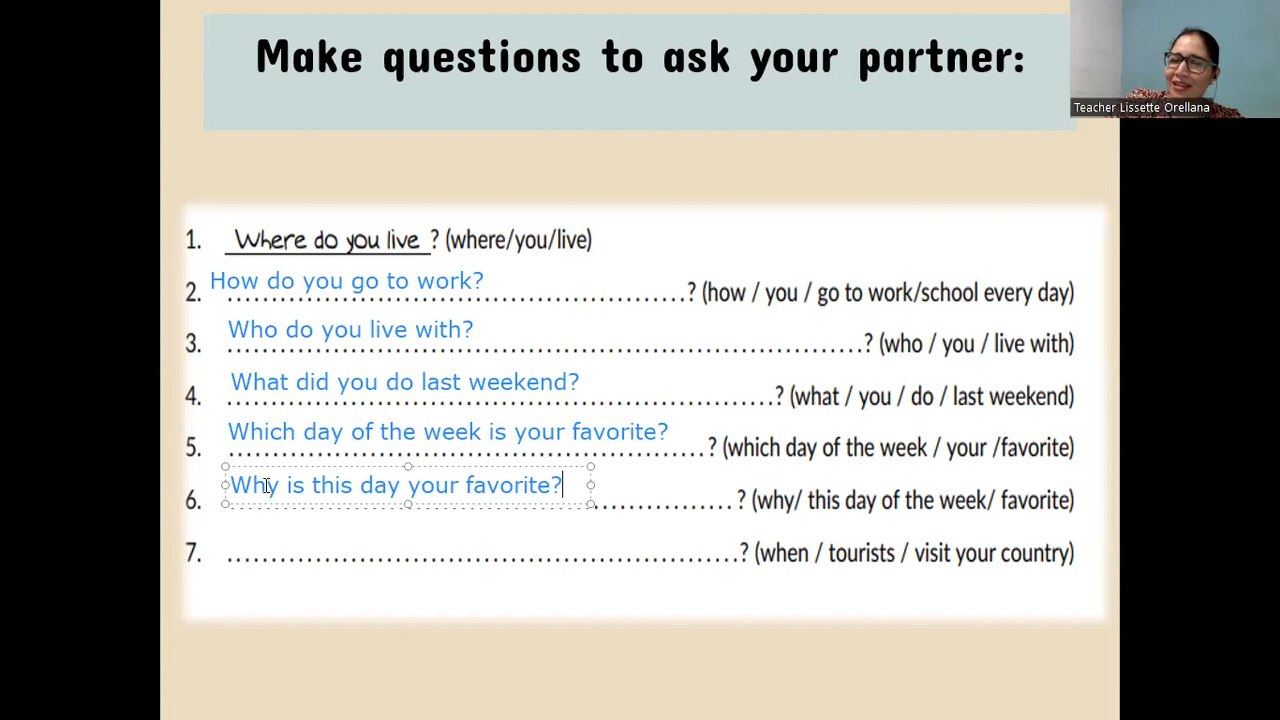 Make questions to ask your partner:
Teacher Lissette Orellana
1. Where do you live ? (where/you/live)
How do you go to work?
2. ? (how / you / go to work/school every day)
Who do you live with?
3. ? (who / you / live with)
What did you do last weekend?
4. ? (what / you / do / last weekend)
Which day of the week is your favorite?
5. ? (which day of the week / your /favorite)
Why is this day your favorite?
6. ? (why/ this day of the week/ favorite)
7. ? (when / tourists / visit your country)